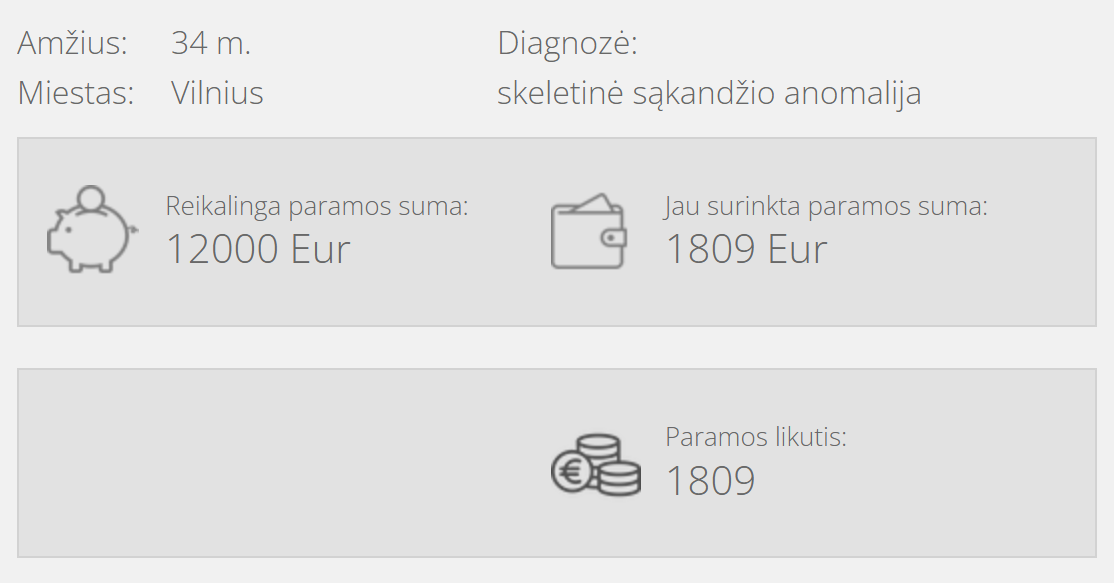 Amžius: 34 m.
Miestas: Vilnius
Diagnozė:
skeletinė sąkandžio anomalija
Reikalinga paramos suma:
12000 Eur
Jau surinkta paramos suma:
1809 Eur
Paramos likutis:
1809